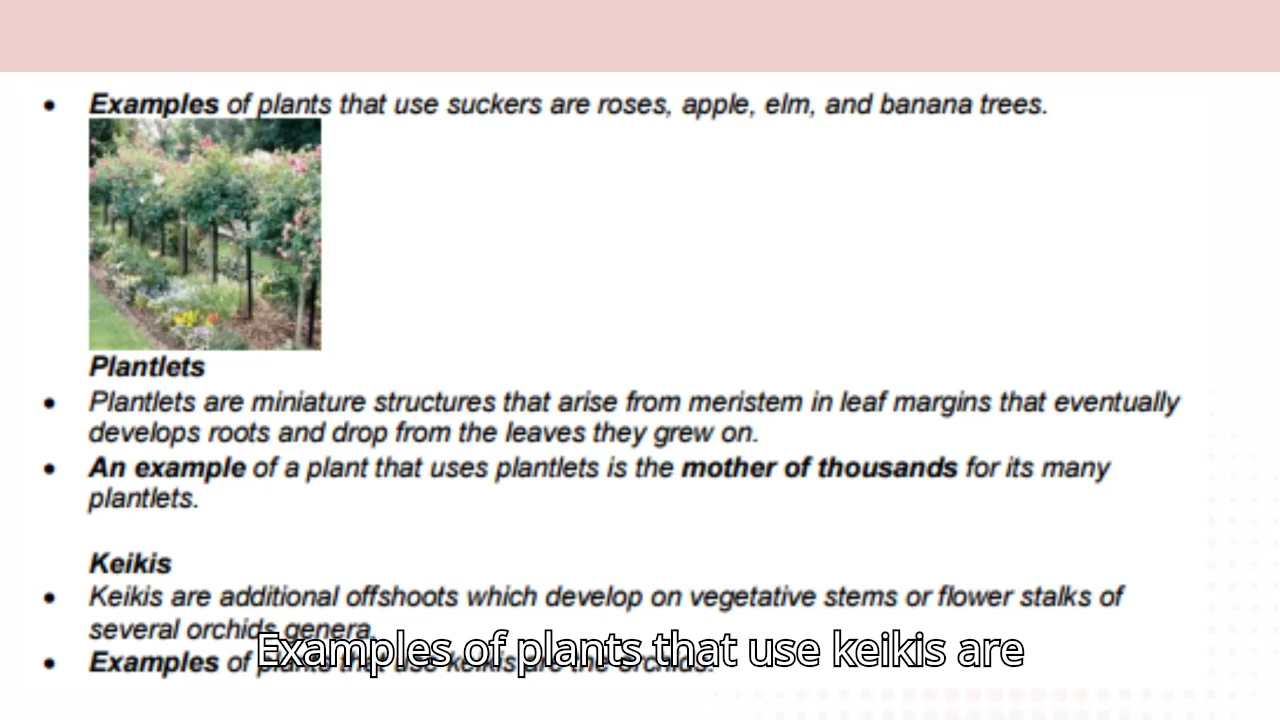 • Examples of plants that use suckers are roses, apple, elm, and banana trees.
Plantlets
• Plantlets are miniature structures that arise from meristem in leaf margins that eventually
develops roots and drop from the leaves they grew on.
• An example of a plant that uses plantlets is the mother of thousands for its many
plantlets.
Keikis
• Keikis are additional offshoots which develop on vegetative stems or flower stalks of
several orchids genera.
• Examples of plants that use keikis are the orchids.
Examples of plants that use keikis are